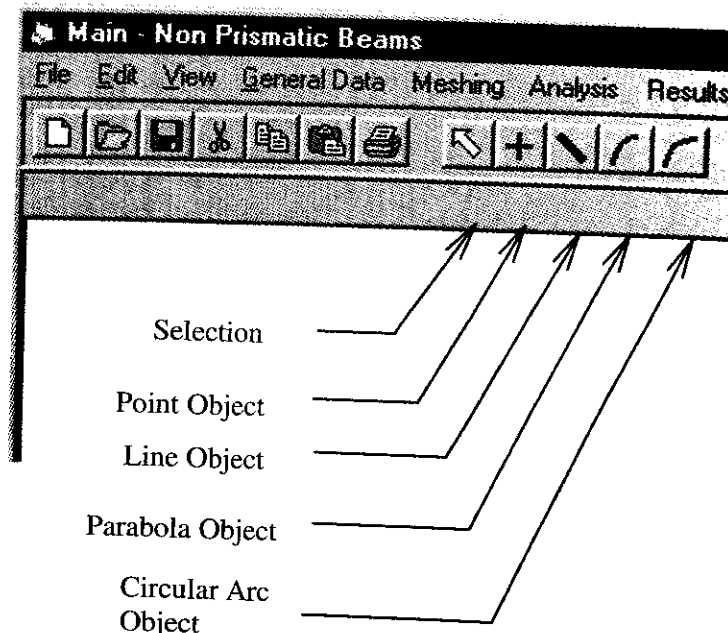 Main - Non Prismatic Beams
File Edit View General Data Meshing Analysis Results
Selection
Point Object
Line Object
Parabola Object
Circular Arc
Object